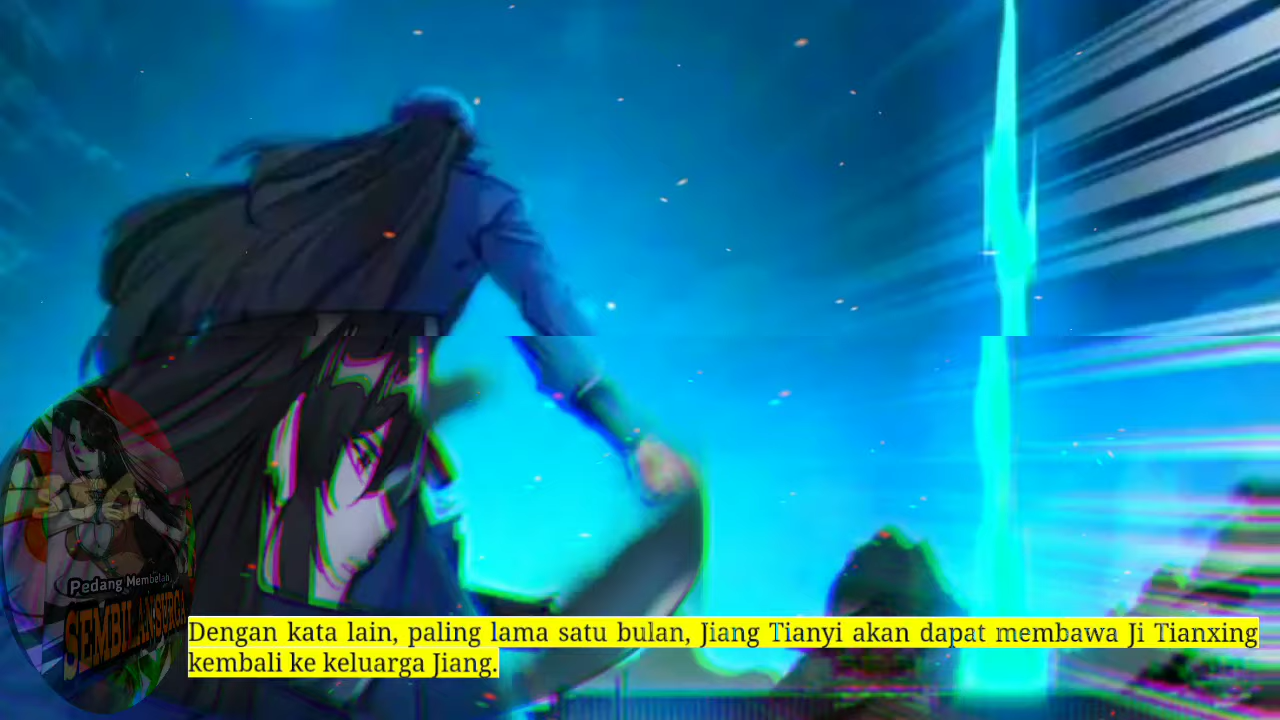 SSC
Pedang Membelah
SEMBILAN SURGA
Dengan kata lain, paling lama satu bulan, Jiang Tianyi akan dapat membawa Ji Tianxing
kembali ke keluarga Jiang.